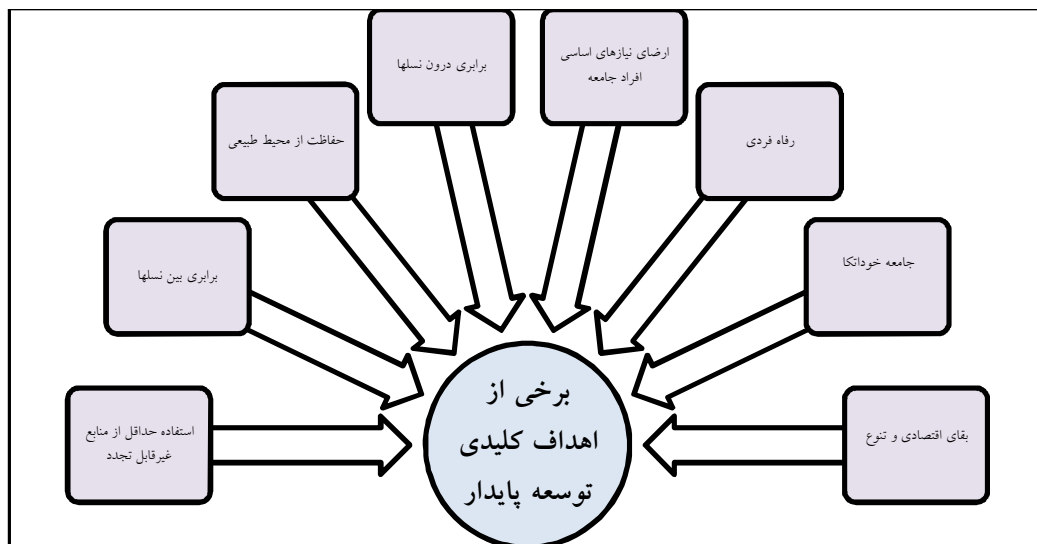 ارضای نیازهای اساسی
افراد جامعه
برابری درون نسلها
رفاه فردی
حفاظت از محیط طبیعی
جامعه خوداتکا
برابری بین نسلها
بقای اقتصادی و تنوع
استفاده حداقل از منابع
غیرقابل تجدد
برخی از
اهداف کلیدی
توسعه پایدار